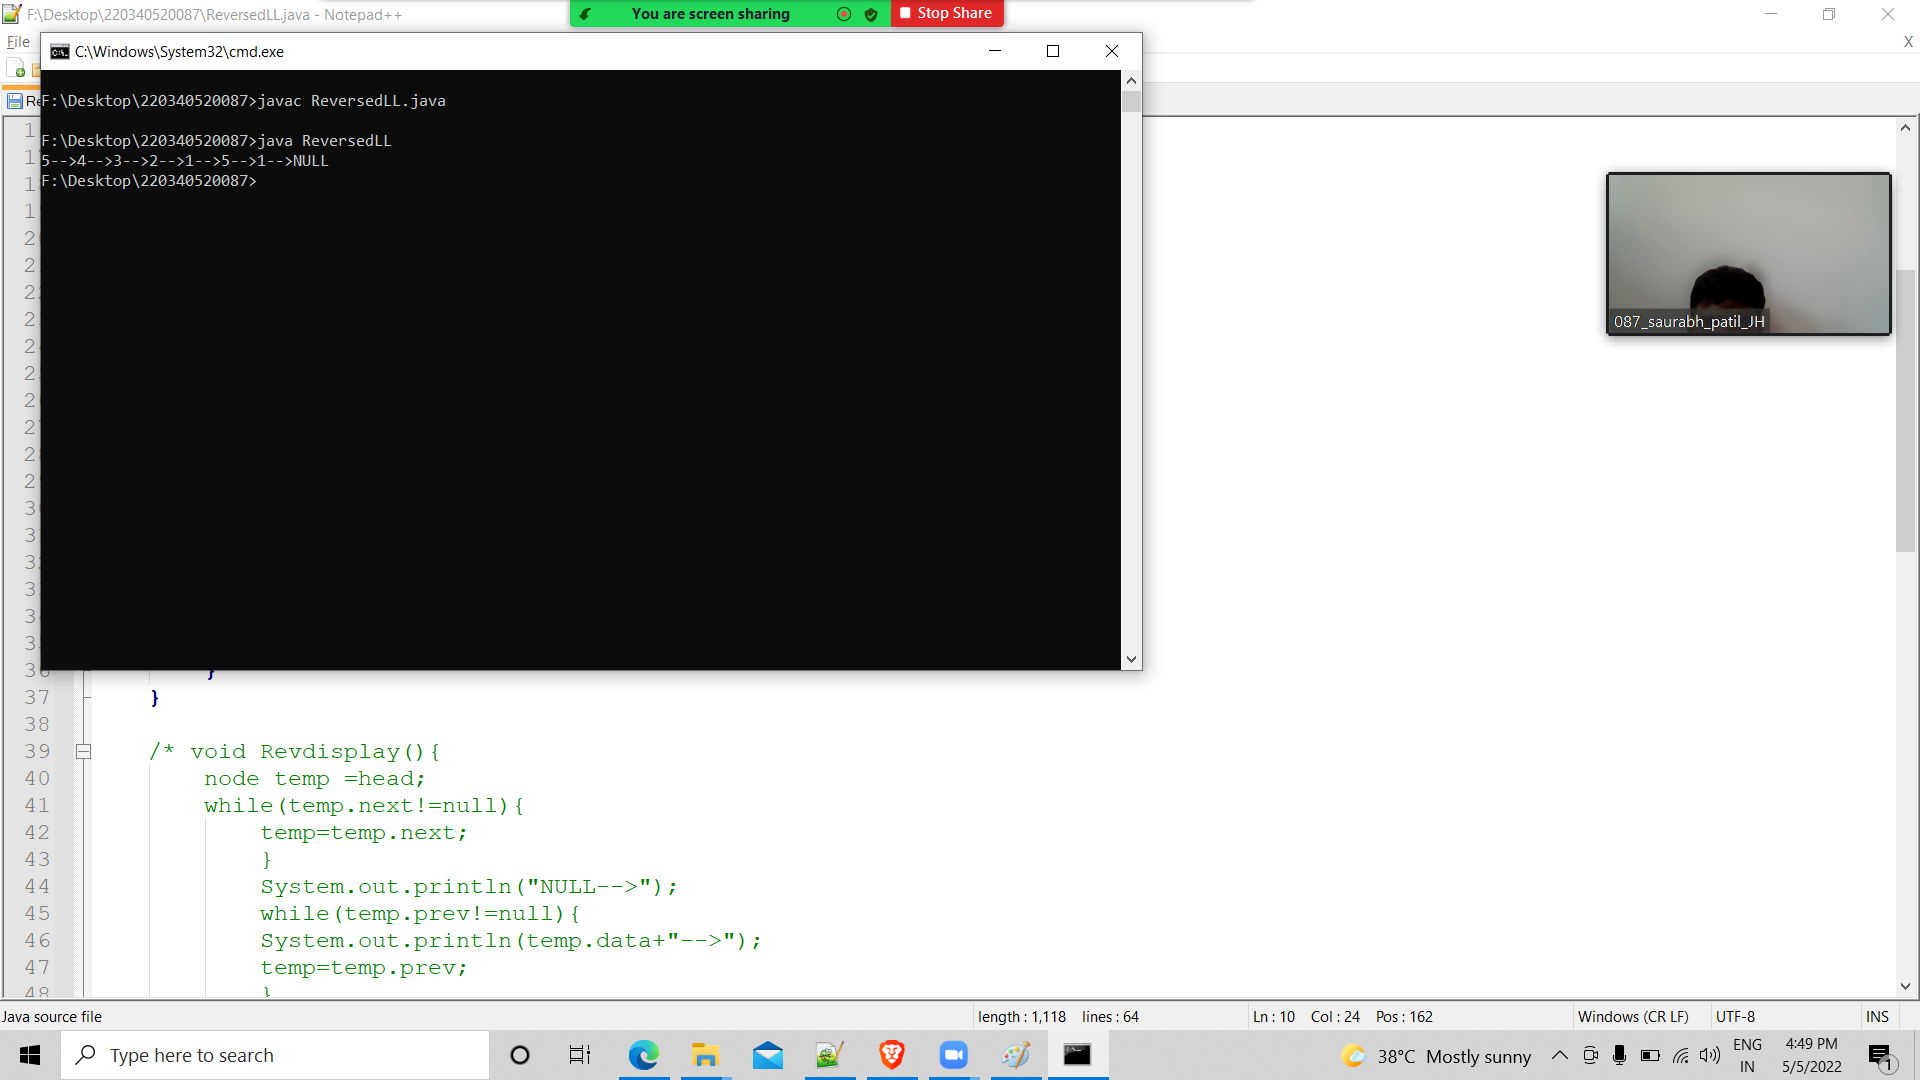 F:\Desktop\220340520087\ReversedLL.java - Notepad++
You are screen sharing
Stop Share
File
X
C:\Windows\System32\cmd.exe
Re
F:\Desktop\220340520087>javac ReversedLL.java
F:\Desktop\220340520087>java ReversedLL
5-->4-->3-->2-->1-->5-->1-->NULL
F:\Desktop\220340520087>
087_saurabh_patil_JH
36 }
37 }
38
39 /* void Revdisplay(){
40 node temp =head;
41 while(temp.next!=null){
42 temp=temp.next;
43 }
44 System.out.println("NULL-->");
45 while(temp.prev!=null){
46 System.out.println(temp.data+"-->");
47 temp=temp.prev;
48 }
Java source file
length : 1,118 lines : 64
Ln : 10 Col : 24 Pos : 162
Windows (CR LF)
UTF-8
INS
Type here to search
38°C Mostly sunny
ENG
IN
4:49 PM
5/5/2022
1